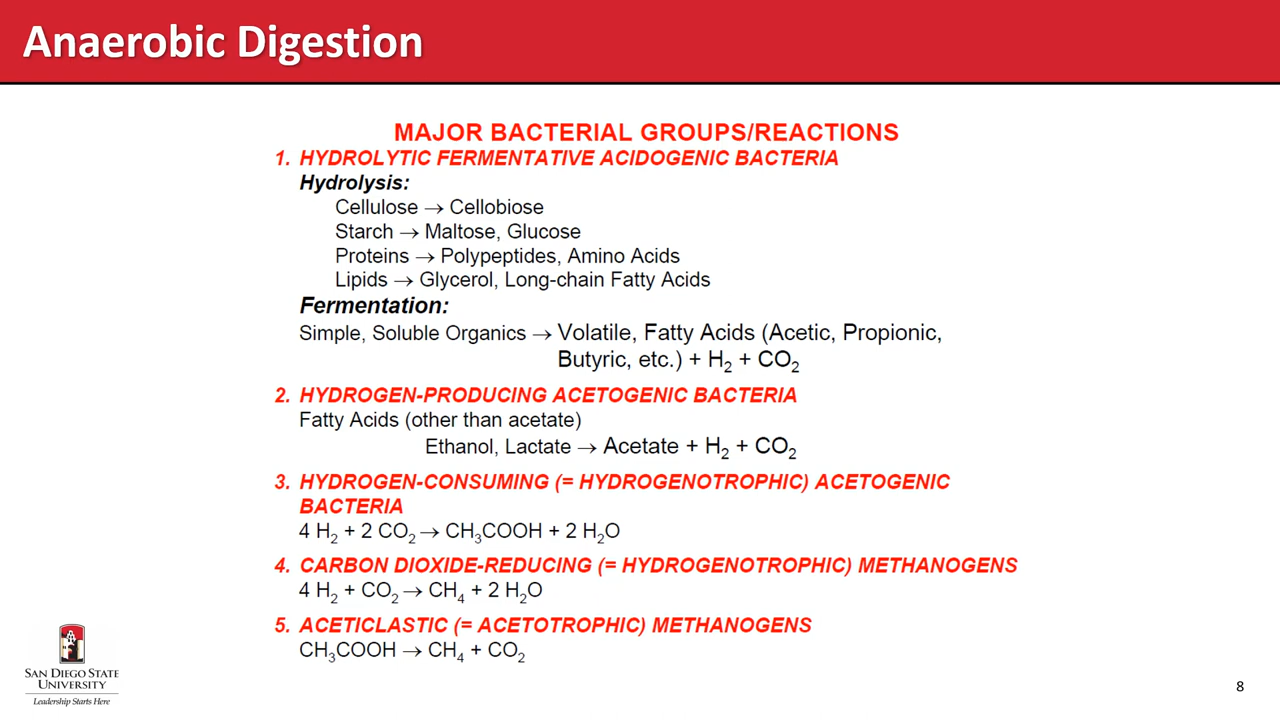 Anaerobic Digestion
MAJOR BACTERIAL GROUPS/REACTIONS
1. HYDROLYTIC FERMENTATIVE ACIDOGENIC BACTERIA
Hydrolysis:
Cellulose → Cellobiose
Starch → Maltose, Glucose
Proteins → Polypeptides, Amino Acids
Lipids → Glycerol, Long-chain Fatty Acids
Fermentation:
Simple, Soluble Organics → Volatile, Fatty Acids (Acetic, Propionic,
Butyric, etc.) + H₂ + CO₂
2. HYDROGEN-PRODUCING ACETOGENIC BACTERIA
Fatty Acids (other than acetate)
Ethanol, Lactate → Acetate + H₂ + CO₂
3. HYDROGEN-CONSUMING (= HYDROGENOTROPHIC) ACETOGENIC
BACTERIA
4 H₂ + 2 CO₂ → CH₃COOH + 2 H₂O
4. CARBON DIOXIDE-REDUCING (= HYDROGENOTROPHIC) METHANOGENS
4 H₂ + CO₂ → CH₄ + 2 H₂O
5. ACETICLASTIC (= ACETOTROPHIC) METHANOGENS
CH₃COOH → CH₄ + CO₂
SAN DIEGO STATE
UNIVERSITY
Leadership Starts Here
8